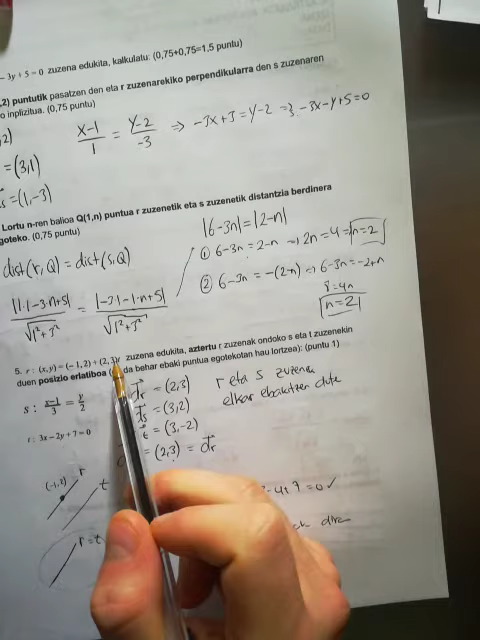 - 3y + 5 = 0 zuzena edukita, kalkulatu: (0,75+0,75=1,5 puntu)
,2) puntutik pasatzen den eta r zuzenarekiko perpendikularra den s zuzenaren
o inplizitua. (0,75 puntu)
,2)
= (3,1)
= (1,-3)
x-1/1 = y-2/-3 ⇒ -3x+3 = y-2 ⇒ -3x-y+5=0
Lortu n-ren balioa Q(1,n) puntua r zuzenetik eta s zuzenetik distantzia berdinera
goteko. (0,75 puntu)
dist(r,Q) = dist(s,Q)
|1·1-3·n+5|/√1²+3² = |-3·1-1·n+5|/√1²+3²
|6-3n|=|2-n|
① 6-3n = 2-n → 2n = 4 → n=2
② 6-3n = -(2-n) → 6-3n = -2+n
8=4n
n=2
5. r : (x,y) = (-1,2) + (2,3) zuzena edukita, aztertu r zuzenak ondoko s eta t zuzenekin
duen posizio erlatiboa da behar ebaki puntua egotekotan hau lortzea): (puntu 1)
s : x-1/3 = y/2
t : 3x - 2y + 7 = 0
dr = (2,3)
ds = (3,2)
t = (3,-2)
= (2,3) = dr
r eta s zuzena
elkar ebakitzen dute
(-1,2) r t
r=t
-4+7=0 ✓
diren